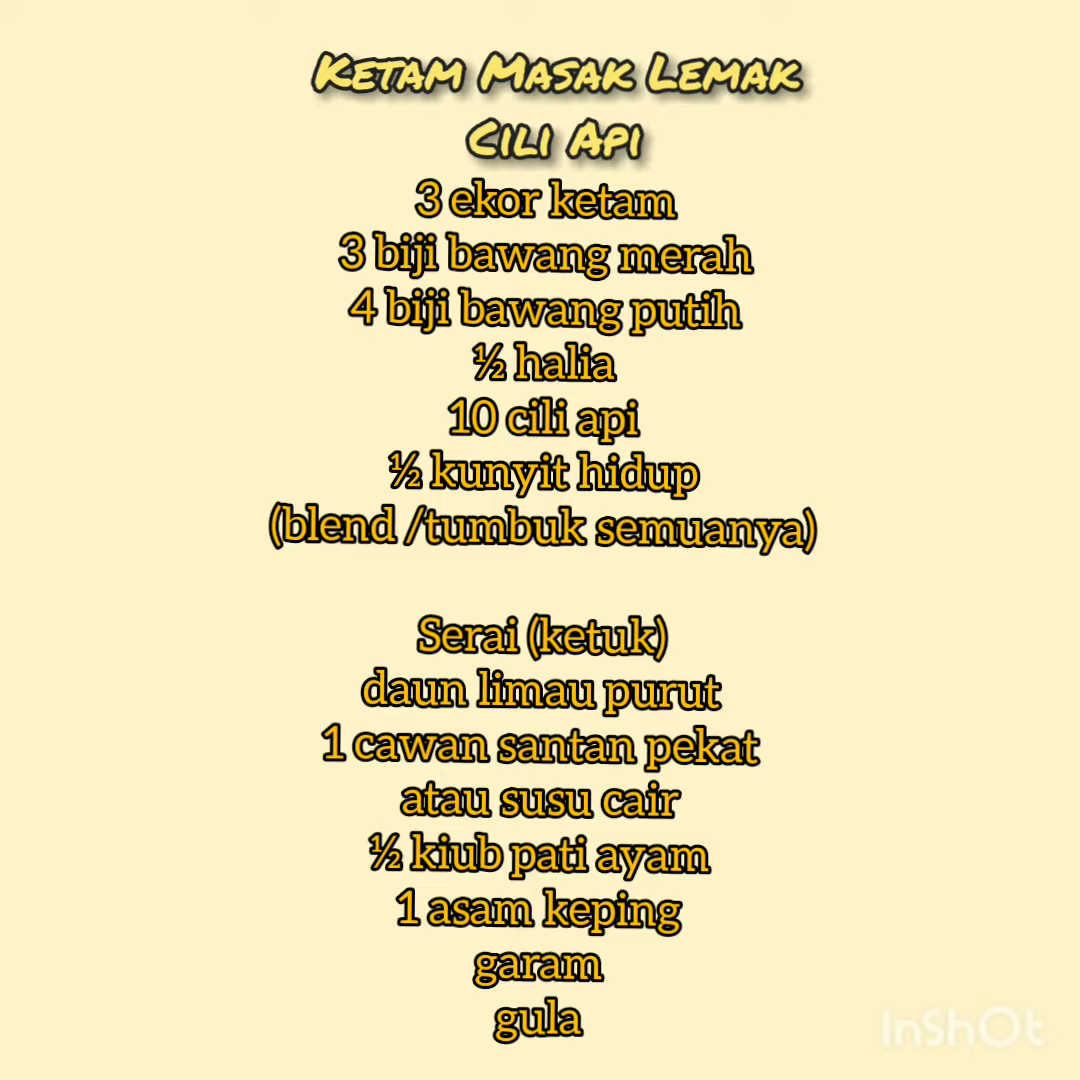 Ketam Masak Lemak
Cili Api
3 ekor ketam
3 biji bawang merah
4 biji bawang putih
½ halia
10 cili api
½ kunyit hidup
(blend /tumbuk semuanya)
Serai (ketuk)
daun limau purut
1 cawan santan pekat
atau susu cair
½ kiub pati ayam
1 asam keping
garam
gula
InShOt